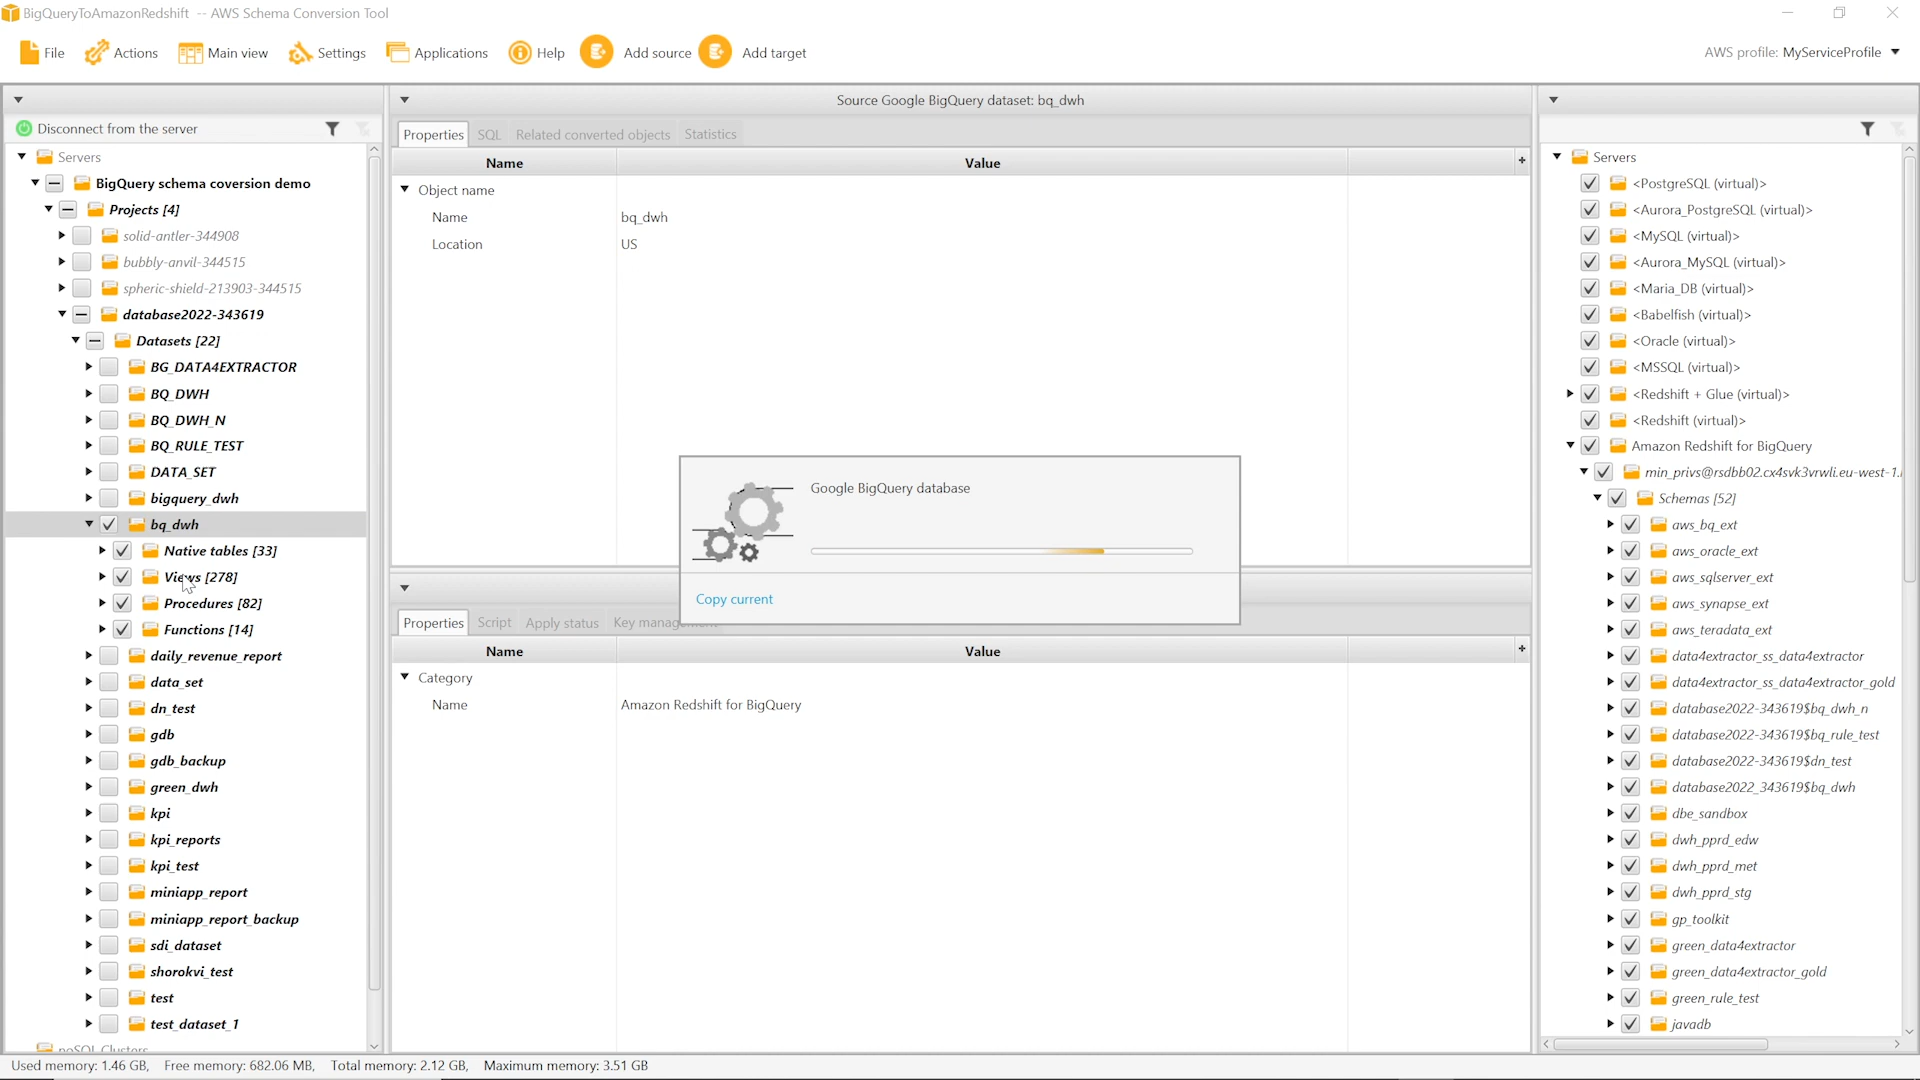 BigQueryToAmazonRedshift -- AWS Schema Conversion Tool
File
Actions
Main view
Settings
Applications
Help
Add source
Add target
AWS profile: MyServiceProfile
Disconnect from the server
Servers
BigQuery schema coversion demo
Projects [4]
solid-antler-344908
bubbly-anvil-344515
spheric-shield-213903-344515
database2022-343619
Datasets [22]
BG_DATA4EXTRACTOR
BQ_DWH
BQ_DWH_N
BQ_RULE_TEST
DATA_SET
bigquery_dwh
bq_dwh
Native tables [33]
Views [278]
Procedures [82]
Functions [14]
daily_revenue_report
data_set
dn_test
gdb
gdb_backup
green_dwh
kpi
kpi_reports
kpi_test
miniapp_report
miniapp_report_backup
sdi_dataset
shorokvi_test
test
test_dataset_1
noSQL Clusters
Source Google BigQuery dataset: bq_dwh
Properties
SQL
Related converted objects
Statistics
Name
Value
+
Object name
Name
bq_dwh
Location
US
Google BigQuery database
Copy current
Properties
Script
Apply status
Name
Value
+
Category
Name
Amazon Redshift for BigQuery
Servers
<PostgreSQL (virtual)>
<Aurora_PostgreSQL (virtual)>
<MySQL (virtual)>
<Aurora_MySQL (virtual)>
<Maria_DB (virtual)>
<Babelfish (virtual)>
<Oracle (virtual)>
<MSSQL (virtual)>
<Redshift + Glue (virtual)>
<Redshift (virtual)>
Amazon Redshift for BigQuery
min_privs@rsdbb02.cx4svk3vrwli.eu-west-1.
Schemas [52]
aws_bq_ext
aws_oracle_ext
aws_sqlserver_ext
aws_synapse_ext
aws_teradata_ext
data4extractor_ss_data4extractor
data4extractor_ss_data4extractor_gold
database2022-343619$bq_dwh_n
database2022-343619$bq_rule_test
database2022-343619$dn_test
database2022_343619$bq_dwh
dbe_sandbox
dwh_pprd_edw
dwh_pprd_met
dwh_pprd_stg
gp_toolkit
green_data4extractor
green_data4extractor_gold
green_rule_test
javadb
Used memory: 1.46 GB, Free memory: 682.06 MB, Total memory: 2.12 GB, Maximum memory: 3.51 GB